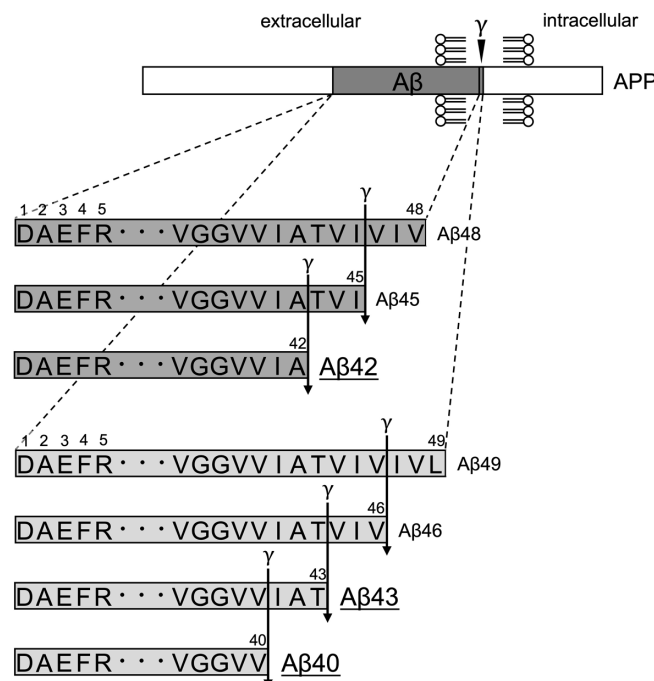 extracellular γ intracellular
Aβ APP
1 2 3 4 5 γ 48
DAEFR···VGGVVIATVIVIV Aβ48
γ 45
DAEFR···VGGVVIATVI Aβ45
42
DAEFR···VGGVVIA Aβ42
1 2 3 4 5 γ 49
DAEFR···VGGVVIATVIVIVL Aβ49
γ 46
DAEFR···VGGVVIATVIV Aβ46
γ 43
DAEFR···VGGVVIAT Aβ43
40
DAEFR···VGGVV Aβ40